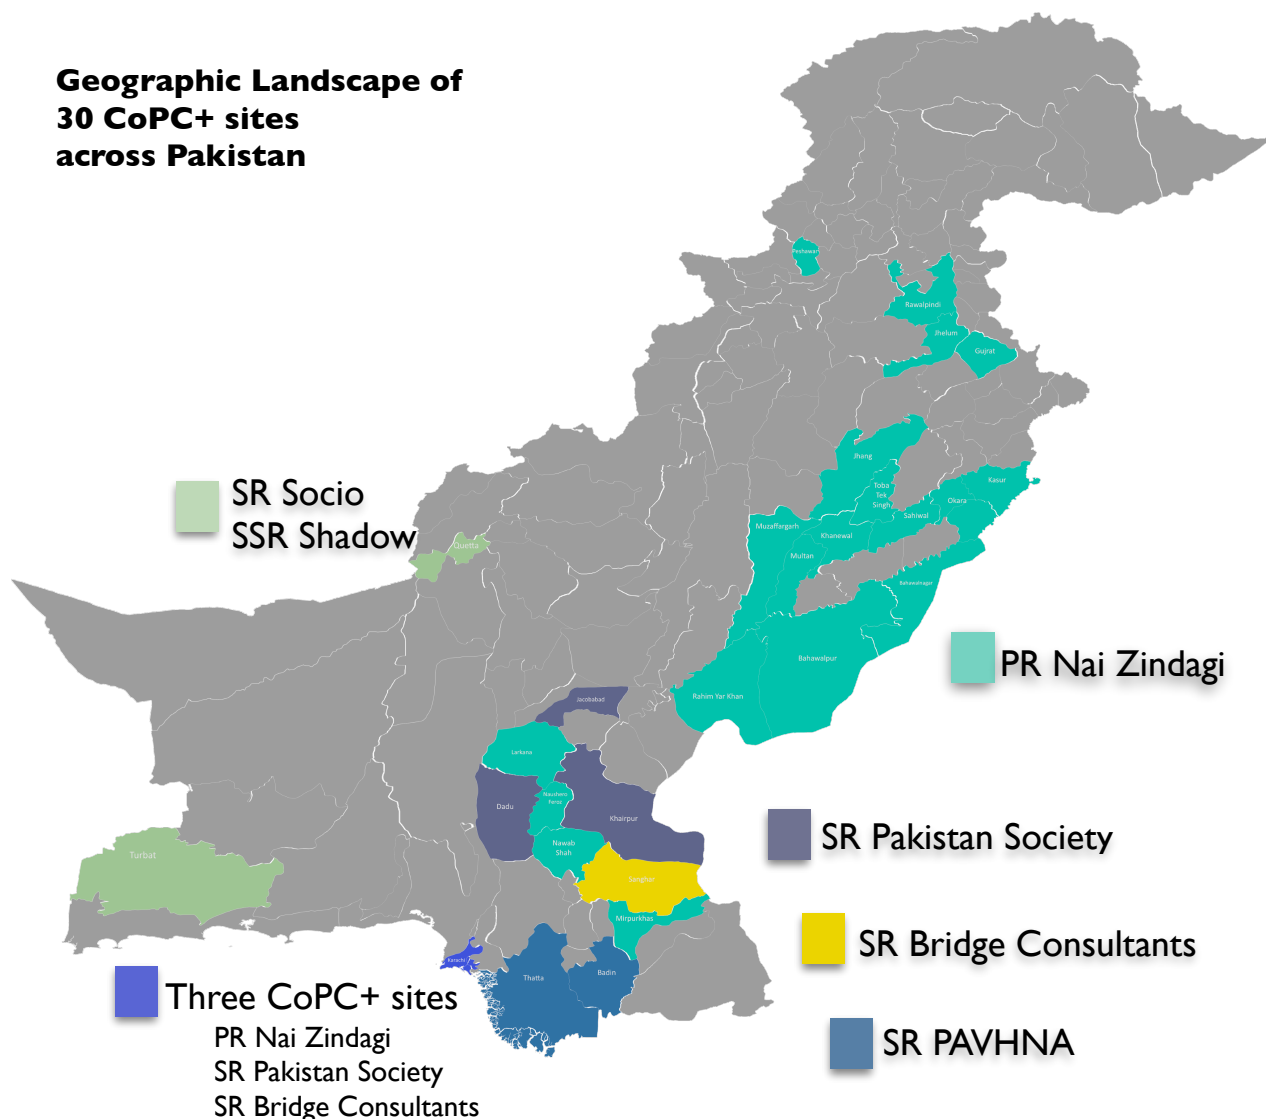 Geographic Landscape of
30 CoPC+ sites
across Pakistan
Peshawar
Rawalpindi
Jhelum
Gujrat
Jhang
Toba
Tek
Singh
Kasur
Okara
Sahiwal
Muzaffargarh
Khanewal
Multan
Bahawalnagar
Bahawalpur
Rahim Yar Khan
SR Socio
SSR Shadow
Quetta
PR Nai Zindagi
Jacobabad
Larkana
Dadu
Naushero
Feroz
Khairpur
Nawab
Shah
SR Pakistan Society
Turbat
Sanghar
Mirpurkhas
SR Bridge Consultants
Karachi
Thatta
Badin
Three CoPC+ sites
PR Nai Zindagi
SR Pakistan Society
SR Bridge Consultants
SR PAVHNA